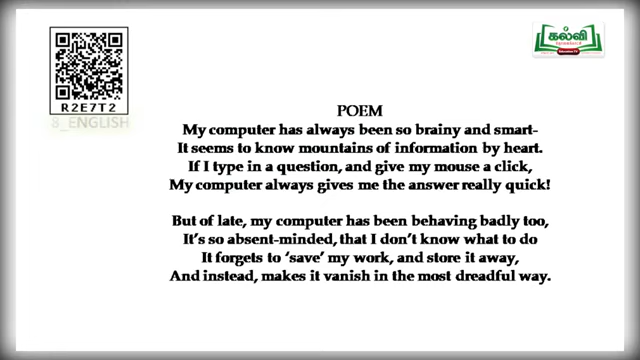 கல்வி
R2E7T2
8_ENGLISH
POEM
My computer has always been so brainy and smart-
It seems to know mountains of information by heart.
If I type in a question, and give my mouse a click,
My computer always gives me the answer really quick!
But of late, my computer has been behaving badly too,
It's so absent-minded, that I don't know what to do
It forgets to ‘save’ my work, and store it away,
And instead, makes it vanish in the most dreadful way.